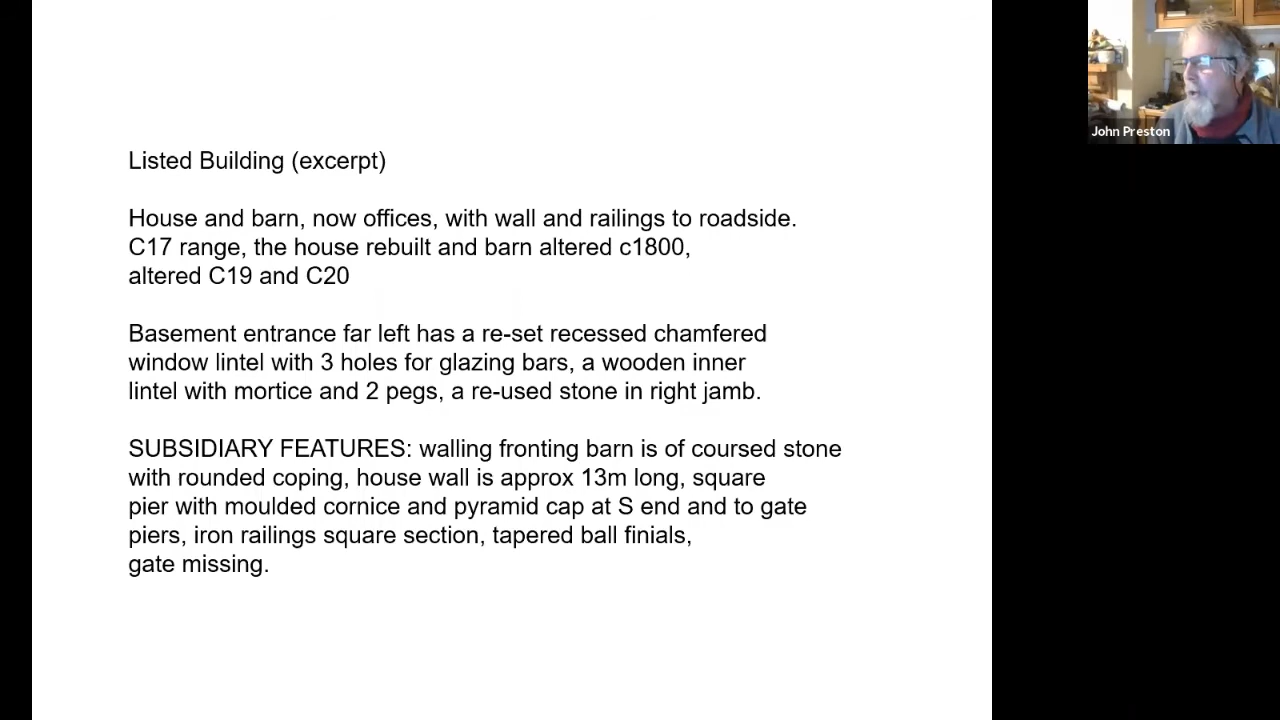 Listed Building (excerpt)
House and barn, now offices, with wall and railings to roadside.
C17 range, the house rebuilt and barn altered c1800,
altered C19 and C20
Basement entrance far left has a re-set recessed chamfered
window lintel with 3 holes for glazing bars, a wooden inner
lintel with mortice and 2 pegs, a re-used stone in right jamb.
SUBSIDIARY FEATURES: walling fronting barn is of coursed stone
with rounded coping, house wall is approx 13m long, square
pier with moulded cornice and pyramid cap at S end and to gate
piers, iron railings square section, tapered ball finials,
gate missing.
John Preston